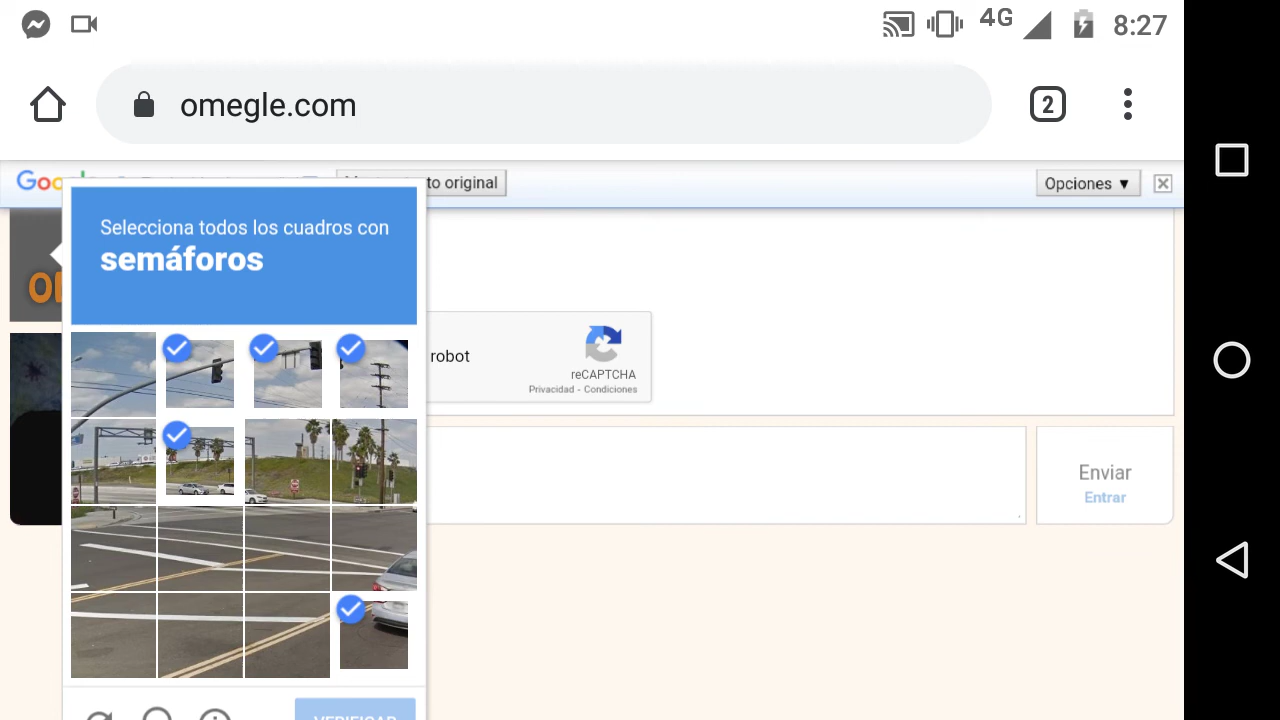 4G 8:27
omegle.com
2
to original
Opciones ▼
Selecciona todos los cuadros con
semáforos
robot
reCAPTCHA
Privacidad - Condiciones
Enviar
Entrar
VERIFICAR